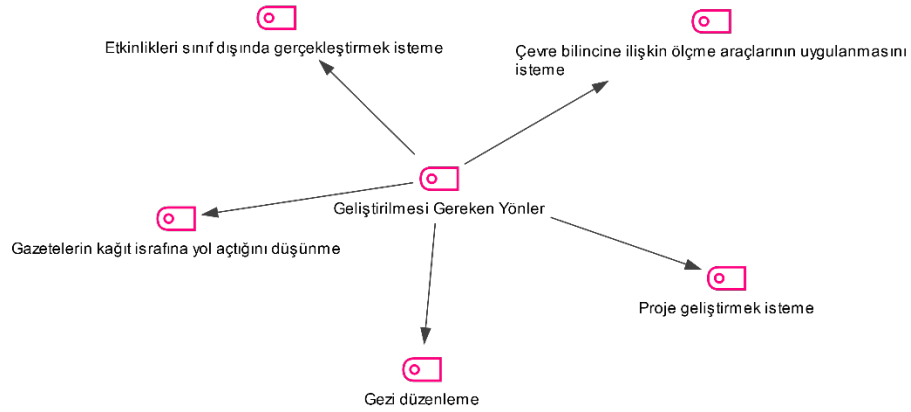 Etkinlikleri sınıf dışında gerçekleştirmek isteme
Çevre bilincine ilişkin ölçme araçlarının uygulanmasını
isteme
Geliştirilmesi Gereken Yönler
Gazetelerin kağıt israfına yol açtığını düşünme
Proje geliştirmek isteme
Gezi düzenleme